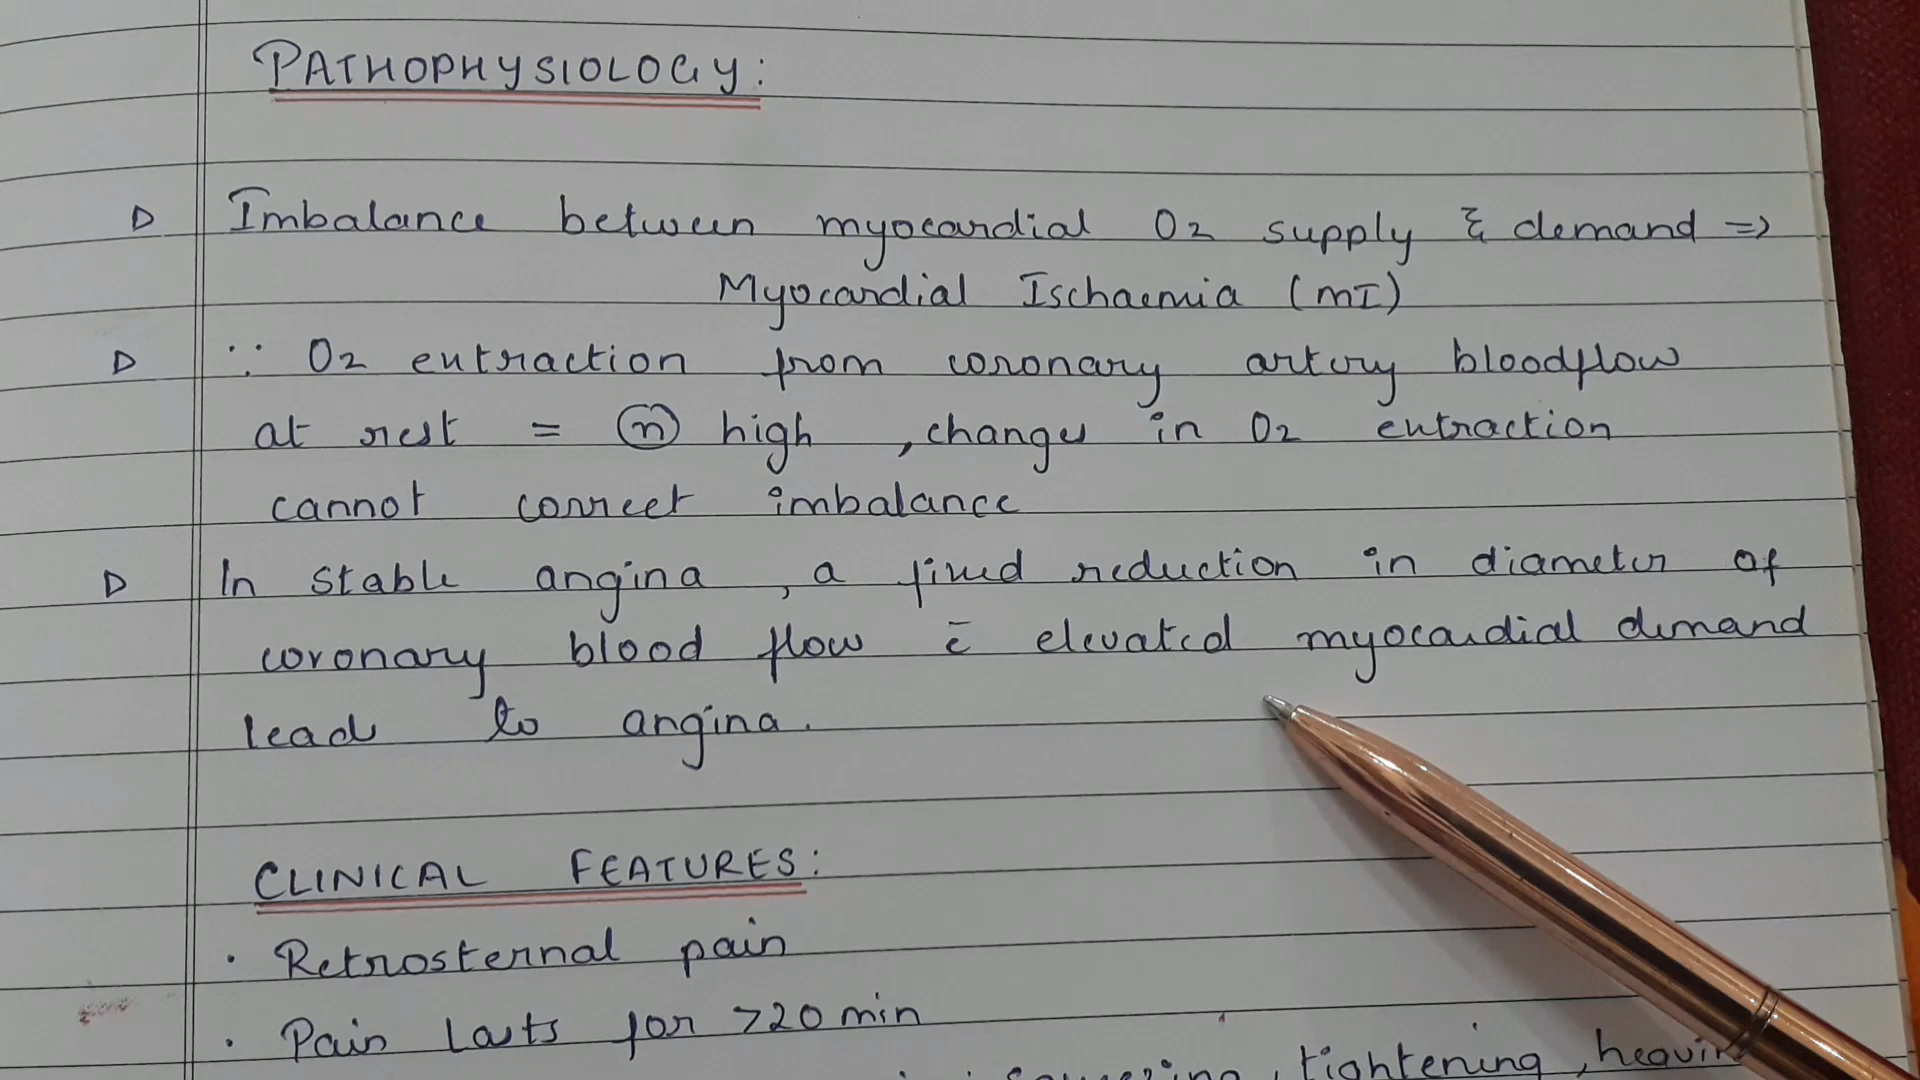 PATHOPHYSIOLOGY:
▷ Imbalance between myocardial O2 supply & demand =>
Myocardial Ischaemia (MI)
▷ ∵ O2 extraction from coronary artery bloodflow
at rest = ⓝ high, changes in O2 extraction
cannot correct imbalance
▷ In stable angina, a fixed reduction in diameter of
coronary blood flow c̄ elevated myocardial demand
lead to angina.
CLINICAL FEATURES:
· Retrosternal pain
· Pain lasts for >20 min
squeezing, tightening,